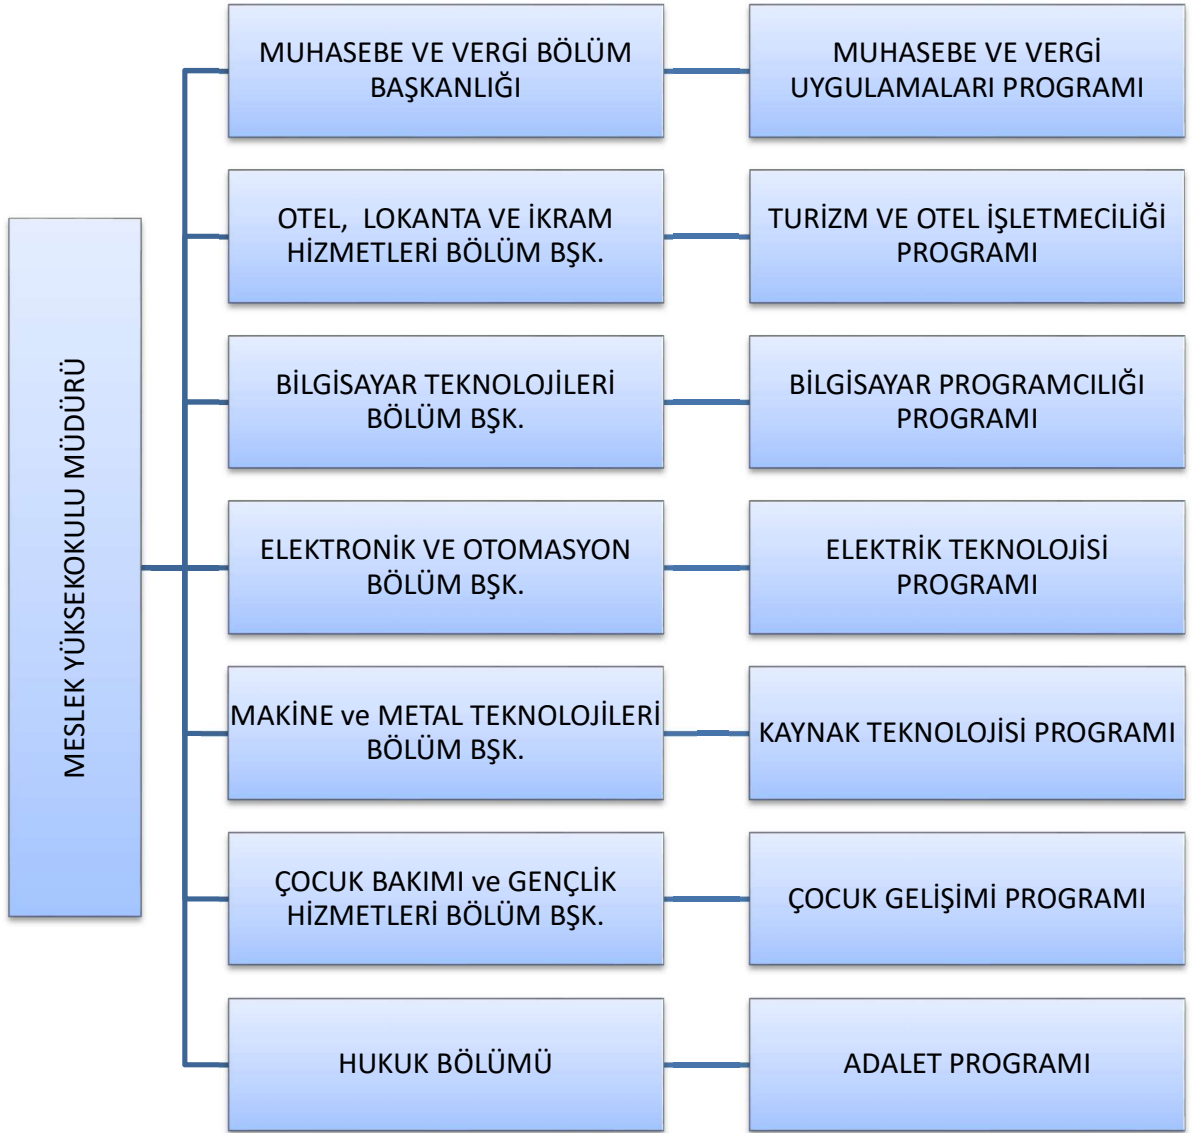 MESLEK YÜKSEKOKULU MÜDÜRÜ
MUHASEBE VE VERGİ BÖLÜM
BAŞKANLIĞI
MUHASEBE VE VERGİ
UYGULAMALARI PROGRAMI
OTEL, LOKANTA VE İKRAM
HİZMETLERİ BÖLÜM BŞK.
TURİZM VE OTEL İŞLETMECİLİĞİ
PROGRAMI
BİLGİSAYAR TEKNOLOJİLERİ
BÖLÜM BŞK.
BİLGİSAYAR PROGRAMCILIĞI
PROGRAMI
ELEKTRONİK VE OTOMASYON
BÖLÜM BŞK.
ELEKTRİK TEKNOLOJİSİ
PROGRAMI
MAKİNE ve METAL TEKNOLOJİLERİ
BÖLÜM BŞK.
KAYNAK TEKNOLOJİSİ PROGRAMI
ÇOCUK BAKIMI ve GENÇLİK
HİZMETLERİ BÖLÜM BŞK.
ÇOCUK GELİŞİMİ PROGRAMI
HUKUK BÖLÜMÜ
ADALET PROGRAMI